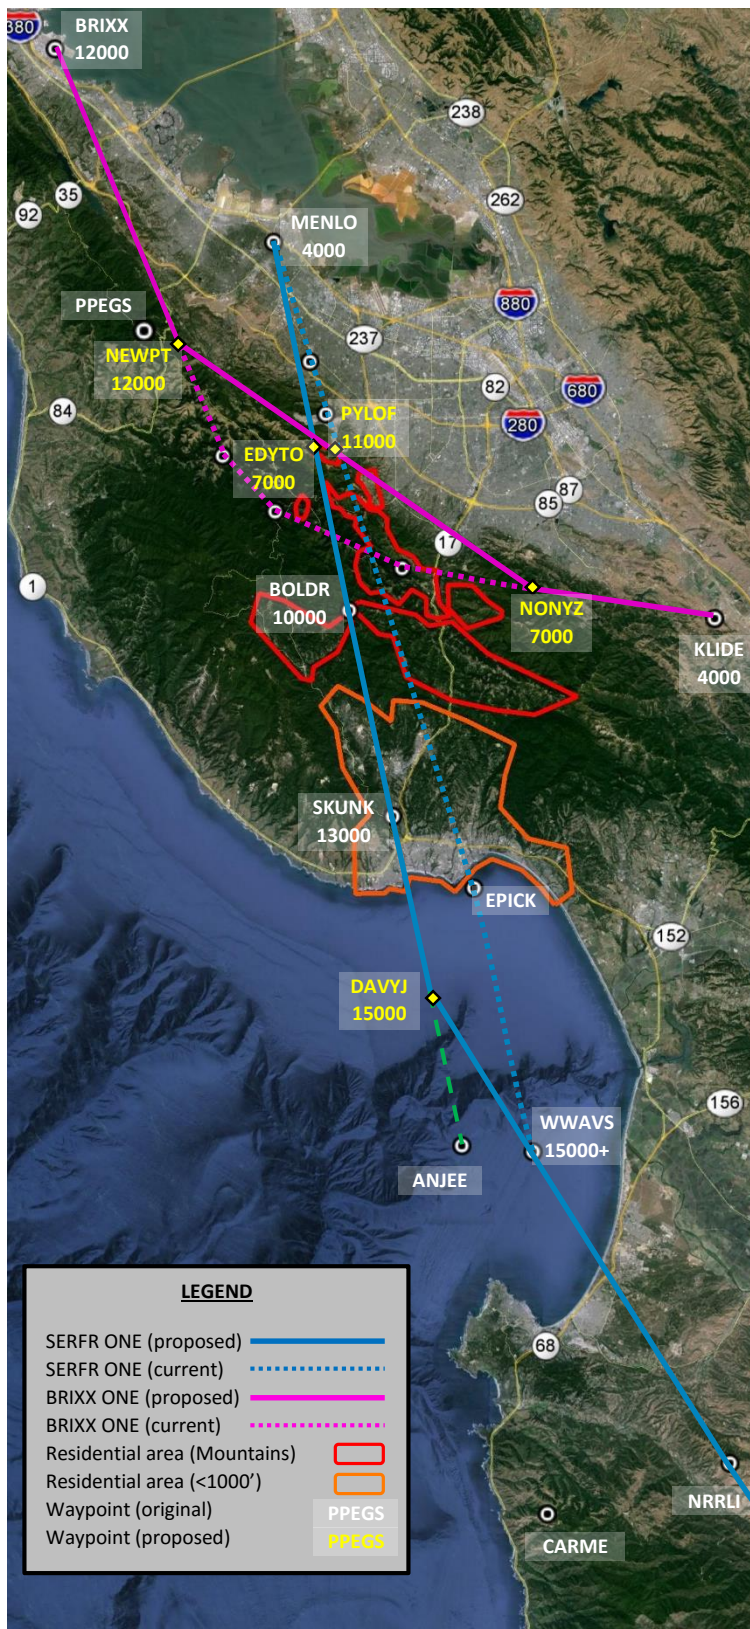 380
BRIXX
12000
238
35
262
92
MENLO
4000
880
PPEGS
237
NEWPT
12000
82
680
84
PYLOF
11000
280
EDYTO
7000
87
85
17
1
BOLDR
10000
NONYZ
7000
KLIDE
4000
SKUNK
13000
EPICK
152
DAVYJ
15000
156
WWAVS
15000+
ANJEE
LEGEND
SERFR ONE (proposed)
SERFR ONE (current)
BRIXX ONE (proposed)
BRIXX ONE (current)
Residential area (Mountains)
Residential area (<1000’)
Waypoint (original) PPEGS
Waypoint (proposed) PPEGS
68
NRRLI
CARME